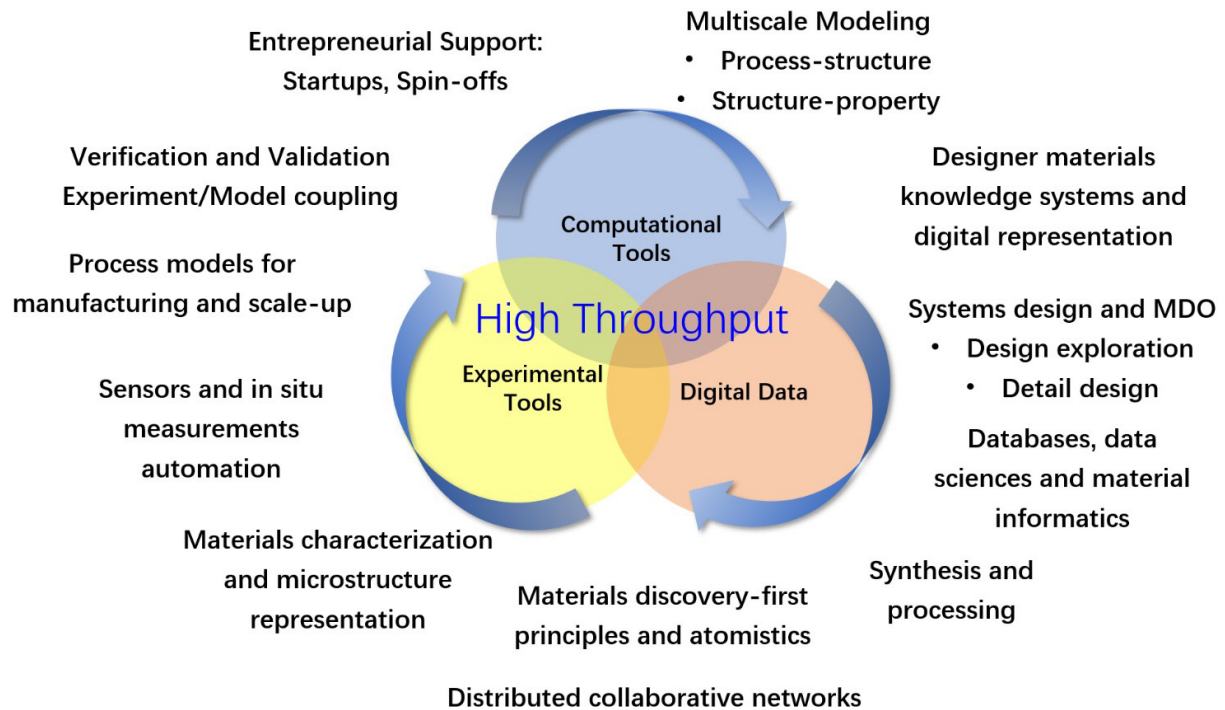 Entrepreneurial Support:
Startups, Spin-offs
Multiscale Modeling
• Process-structure
• Structure-property
Verification and Validation
Experiment/Model coupling
Designer materials
knowledge systems and
digital representation
Computational
Tools
Process models for
manufacturing and scale-up
High Throughput
Systems design and MDO
• Design exploration
• Detail design
Experimental
Tools
Digital Data
Sensors and in situ
measurements
automation
Databases, data
sciences and material
informatics
Materials characterization
and microstructure
representation
Materials discovery-first
principles and atomistics
Synthesis and
processing
Distributed collaborative networks